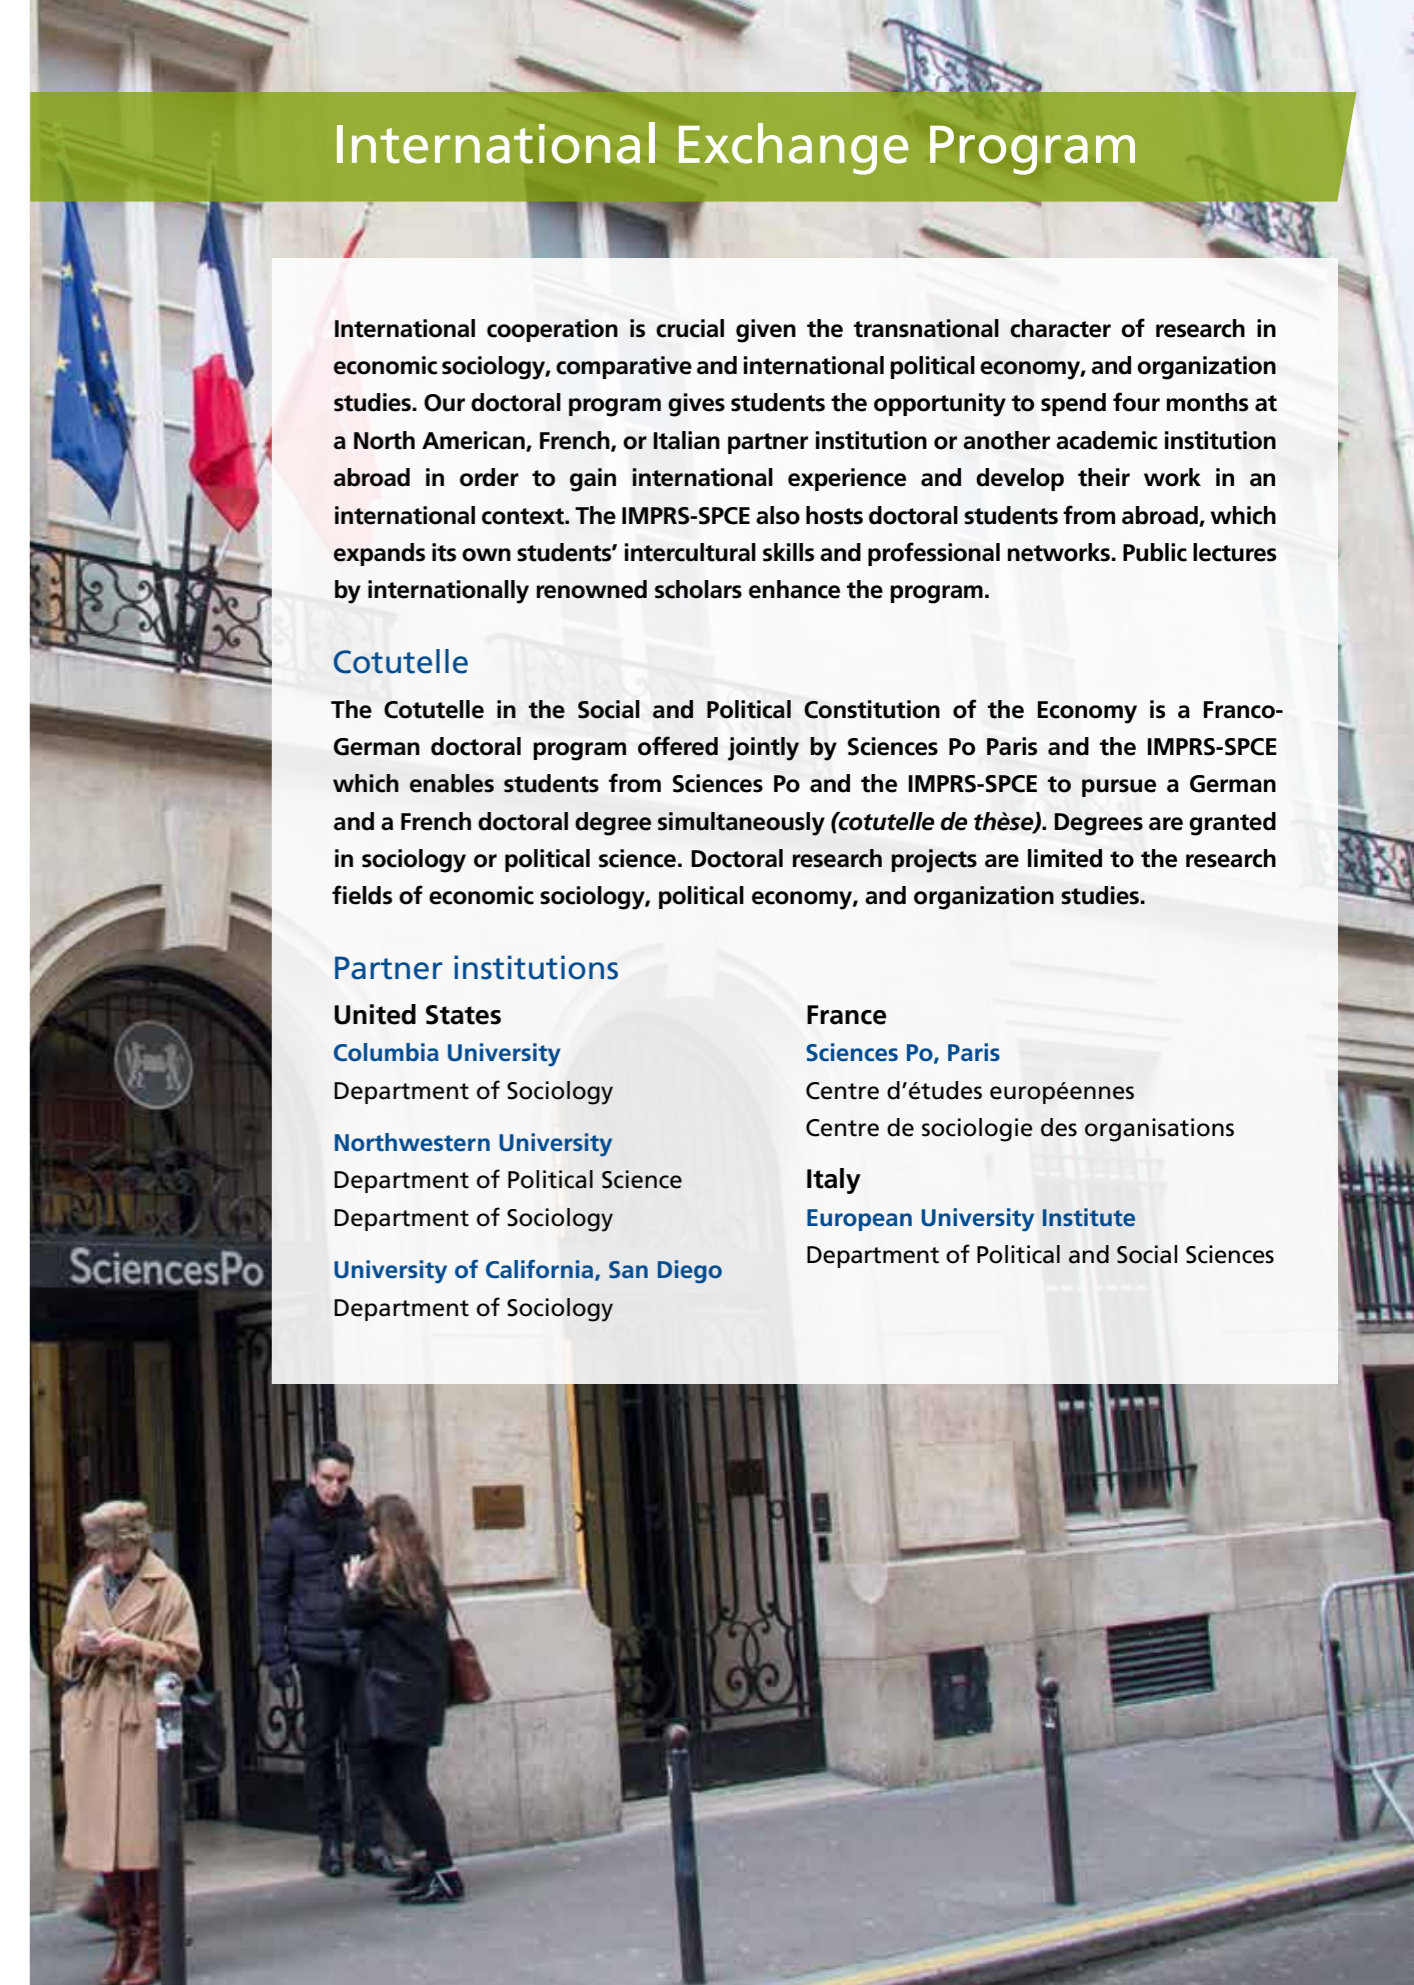 International Exchange Program
International cooperation is crucial given the transnational character of research in
economic sociology, comparative and international political economy, and organization
studies. Our doctoral program gives students the opportunity to spend four months at
a North American, French, or Italian partner institution or another academic institution
abroad in order to gain international experience and develop their work in an
international context. The IMPRS-SPCE also hosts doctoral students from abroad, which
expands its own students’ intercultural skills and professional networks. Public lectures
by internationally renowned scholars enhance the program.
Cotutelle
The Cotutelle in the Social and Political Constitution of the Economy is a Franco-
German doctoral program offered jointly by Sciences Po Paris and the IMPRS-SPCE
which enables students from Sciences Po and the IMPRS-SPCE to pursue a German
and a French doctoral degree simultaneously (cotutelle de thèse). Degrees are granted
in sociology or political science. Doctoral research projects are limited to the research
fields of economic sociology, political economy, and organization studies.
Partner institutions
United States
Columbia University
Department of Sociology
Northwestern University
Department of Political Science
Department of Sociology
University of California, San Diego
Department of Sociology
France
Sciences Po, Paris
Centre d’études européennes
Centre de sociologie des organisations
Italy
European University Institute
Department of Political and Social Sciences
SciencesPo